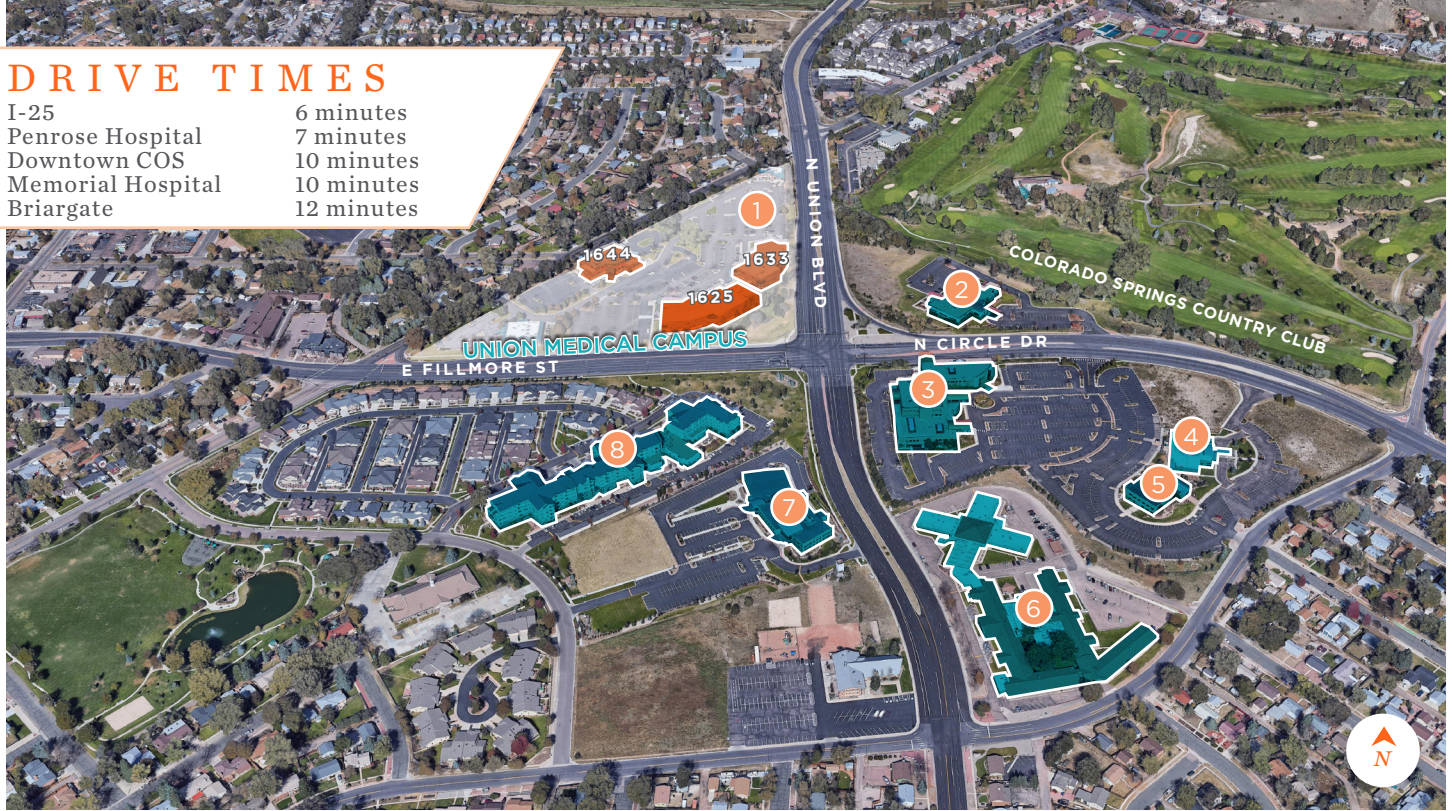 DRIVE TIMES
I-25 6 minutes
Penrose Hospital 7 minutes
Downtown COS 10 minutes
Memorial Hospital 10 minutes
Briargate 12 minutes
1
N UNION BLVD
1644
1633
1625
2
COLORADO SPRINGS COUNTRY CLUB
UNION MEDICAL CAMPUS
N CIRCLE DR
E FILLMORE ST
3
4
8
5
7
6
N